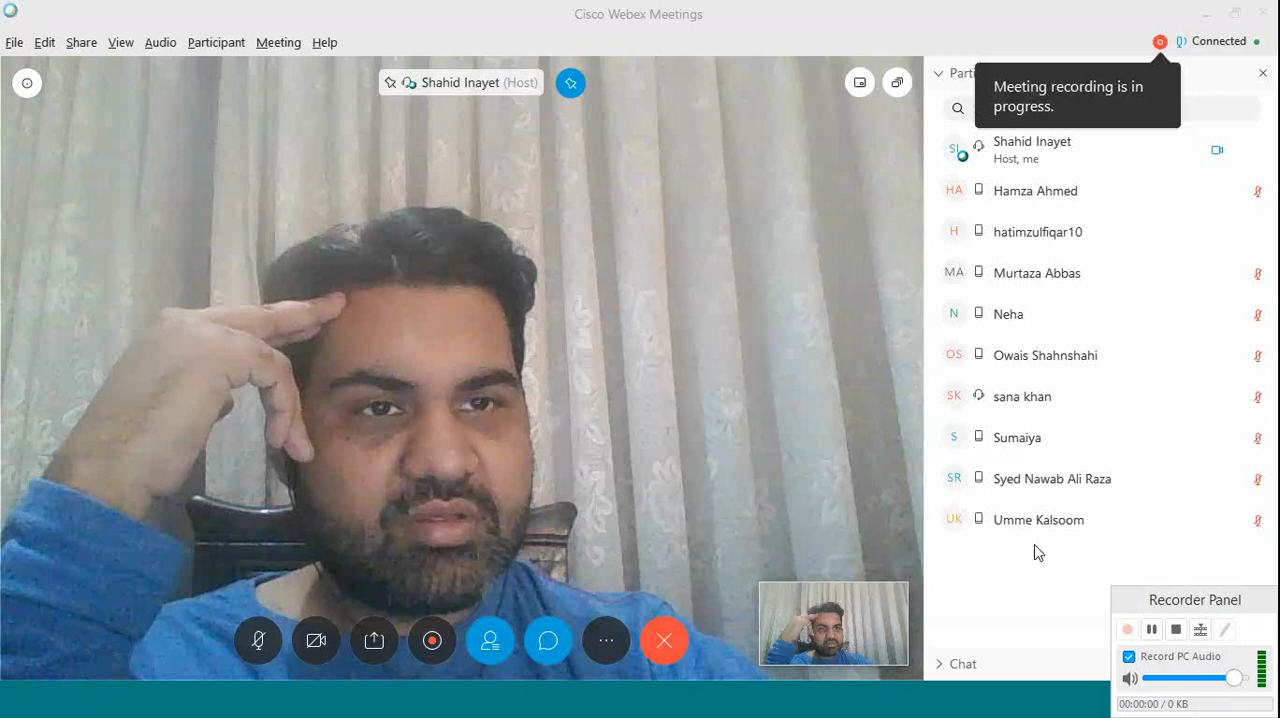 Cisco Webex Meetings
File Edit Share View Audio Participant Meeting Help
Connected
Shahid Inayet (Host)
Parti
Meeting recording is in
progress.
SI
Shahid Inayet
Host, me
HA Hamza Ahmed
H hatimzulfiqar10
MA Murtaza Abbas
N Neha
OS Owais Shahnshahi
SK sana khan
S Sumaiya
SR Syed Nawab Ali Raza
UK Umme Kalsoom
Chat
Recorder Panel
Record PC Audio
00:00:00 / 0 KB